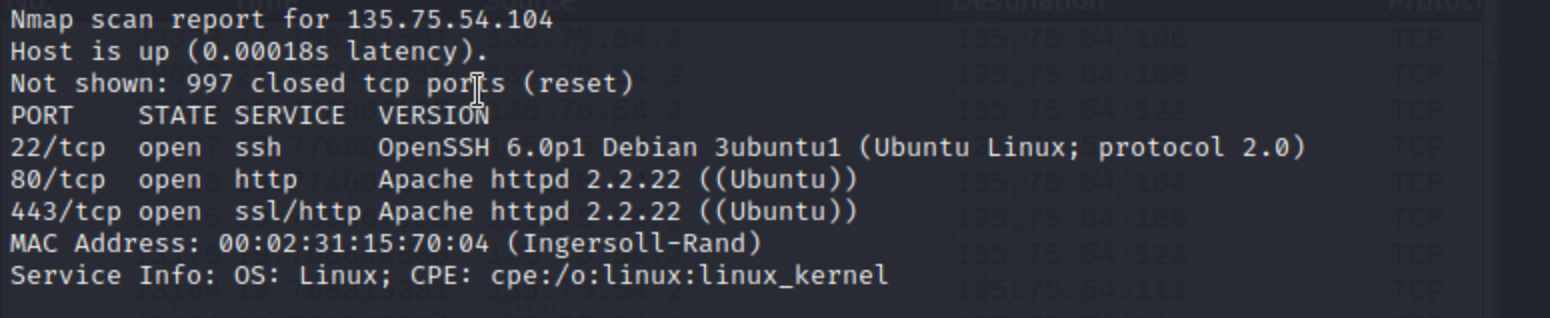 Nmap scan report for 135.75.54.104
Host is up (0.00018s latency).
Not shown: 997 closed tcp ports (reset)
PORT    STATE SERVICE  VERSION
22/tcp  open  ssh      OpenSSH 6.0p1 Debian 3ubuntu1 (Ubuntu Linux; protocol 2.0)
80/tcp  open  http     Apache httpd 2.2.22 ((Ubuntu))
443/tcp open  ssl/http Apache httpd 2.2.22 ((Ubuntu))
MAC Address: 00:02:31:15:70:04 (Ingersoll-Rand)
Service Info: OS: Linux; CPE: cpe:/o:linux:linux_kernel